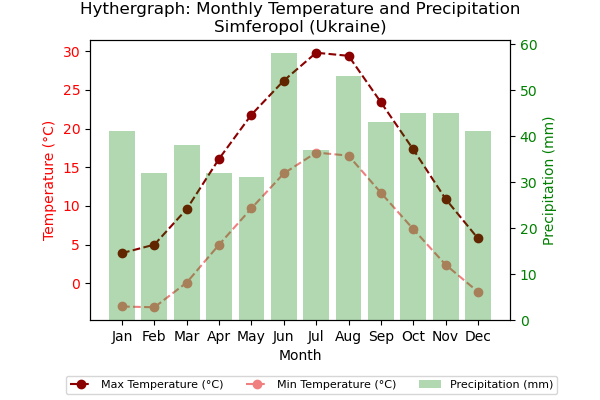 Hythergraph: Monthly Temperature and Precipitation
Simferopol (Ukraine)
Temperature (°C)
30
25
20
15
10
5
0
Precipitation (mm)
60
50
40
30
20
10
0
Jan Feb Mar Apr May Jun Jul Aug Sep Oct Nov Dec
Month
Max Temperature (°C) Min Temperature (°C) Precipitation (mm)